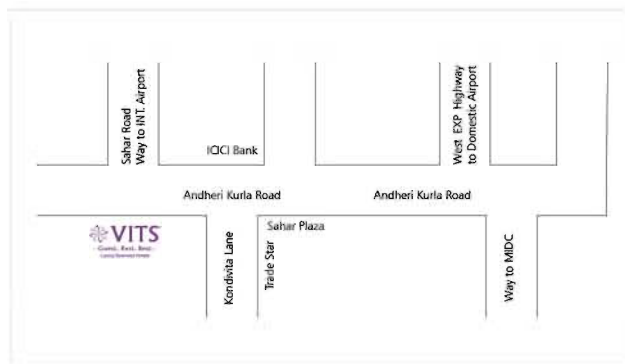 Sahar Road
Way to INT. Airport
West EXP Highway
to Domestic Airport
ICICI Bank
Andheri Kurla Road
Andheri Kurla Road
VITS
Kondivita Lane
Trade Star
Sahar Plaza
Way to MIDC